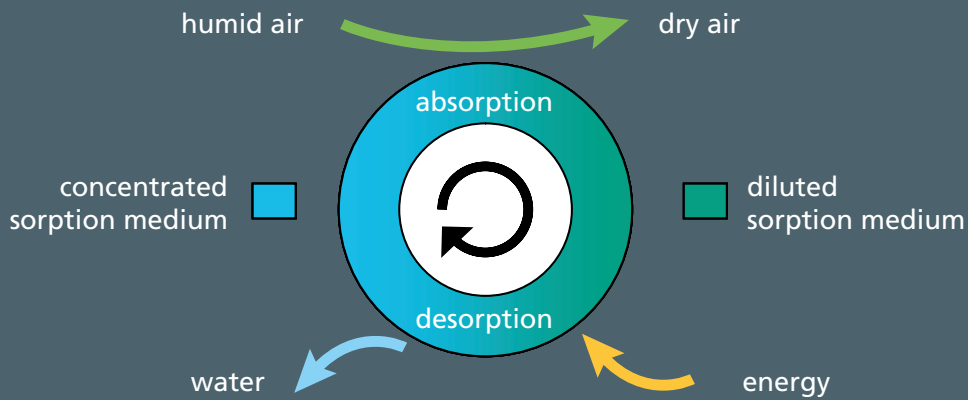 humid air
dry air
absorption
concentrated
sorption medium
diluted
sorption medium
desorption
water
energy